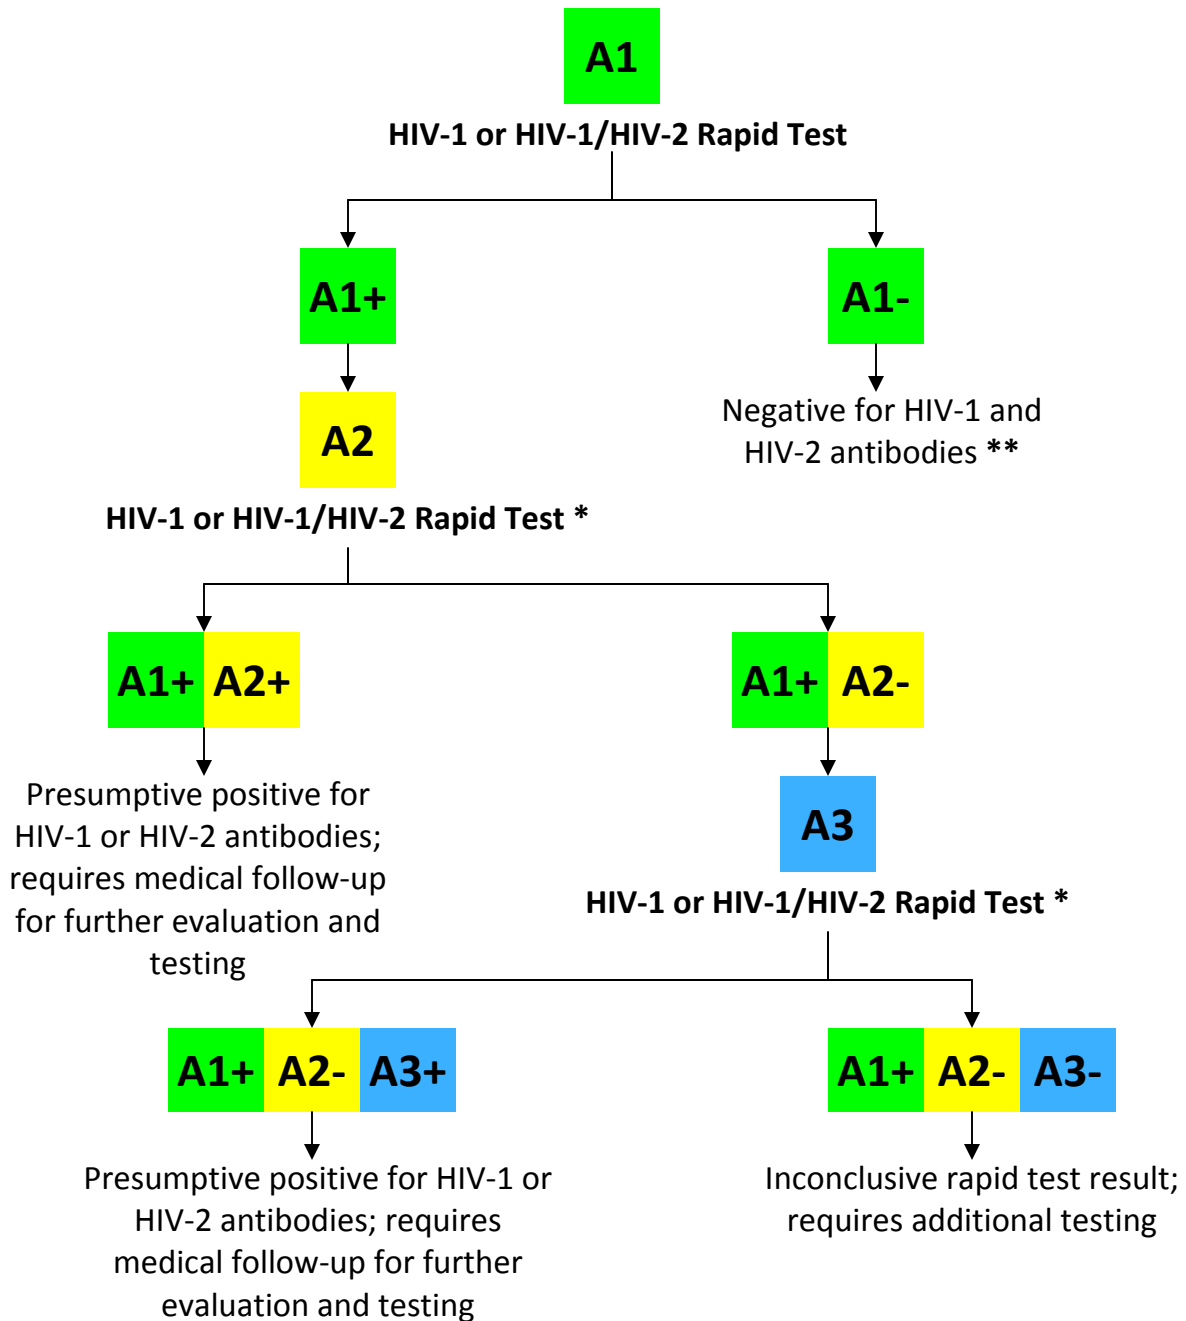 A1
HIV-1 or HIV-1/HIV-2 Rapid Test
A1+
A1-
A2
Negative for HIV-1 and
HIV-2 antibodies **
HIV-1 or HIV-1/HIV-2 Rapid Test *
A1+ A2+
A1+ A2-
Presumptive positive for
HIV-1 or HIV-2 antibodies;
requires medical follow-up
for further evaluation and
testing
A3
HIV-1 or HIV-1/HIV-2 Rapid Test *
A1+ A2- A3+
A1+ A2- A3-
Presumptive positive for HIV-1 or
HIV-2 antibodies; requires
medical follow-up for further
evaluation and testing
Inconclusive rapid test result;
requires additional testing